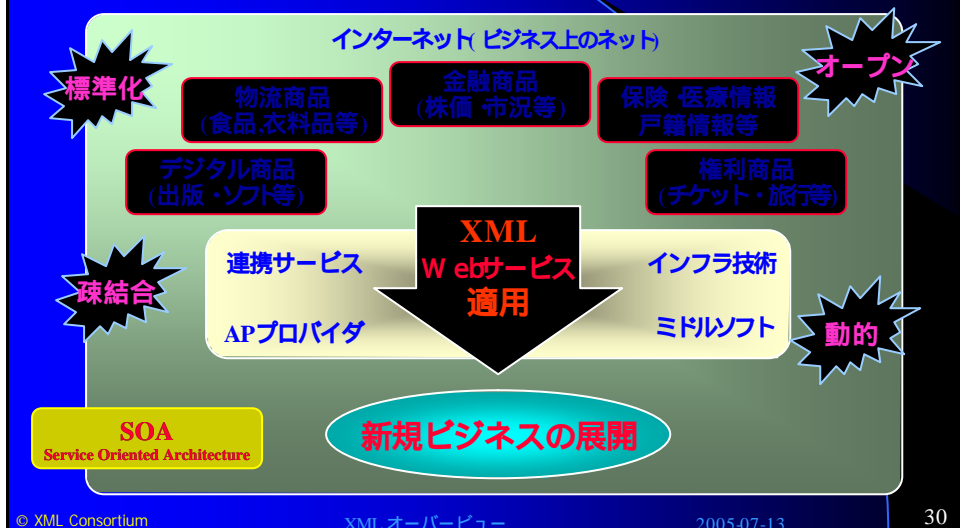 インターネット( ビジネス上のネット)
標準化
オープン
物流商品
(食品、衣料品等)
金融商品
(株価・市況等)
保険・医療情報
戸籍情報等
デジタル商品
(出版・ソフト等)
権利商品
(チケット・旅行等)
XML
Webサービス
適用
連携サービス
インフラ技術
疎結合
APプロバイダ
ミドルソフト
動的
新規ビジネスの展開
SOA
Service Oriented Architecture
© XML Consortium
XML オーバービュー
2005-07-13
30